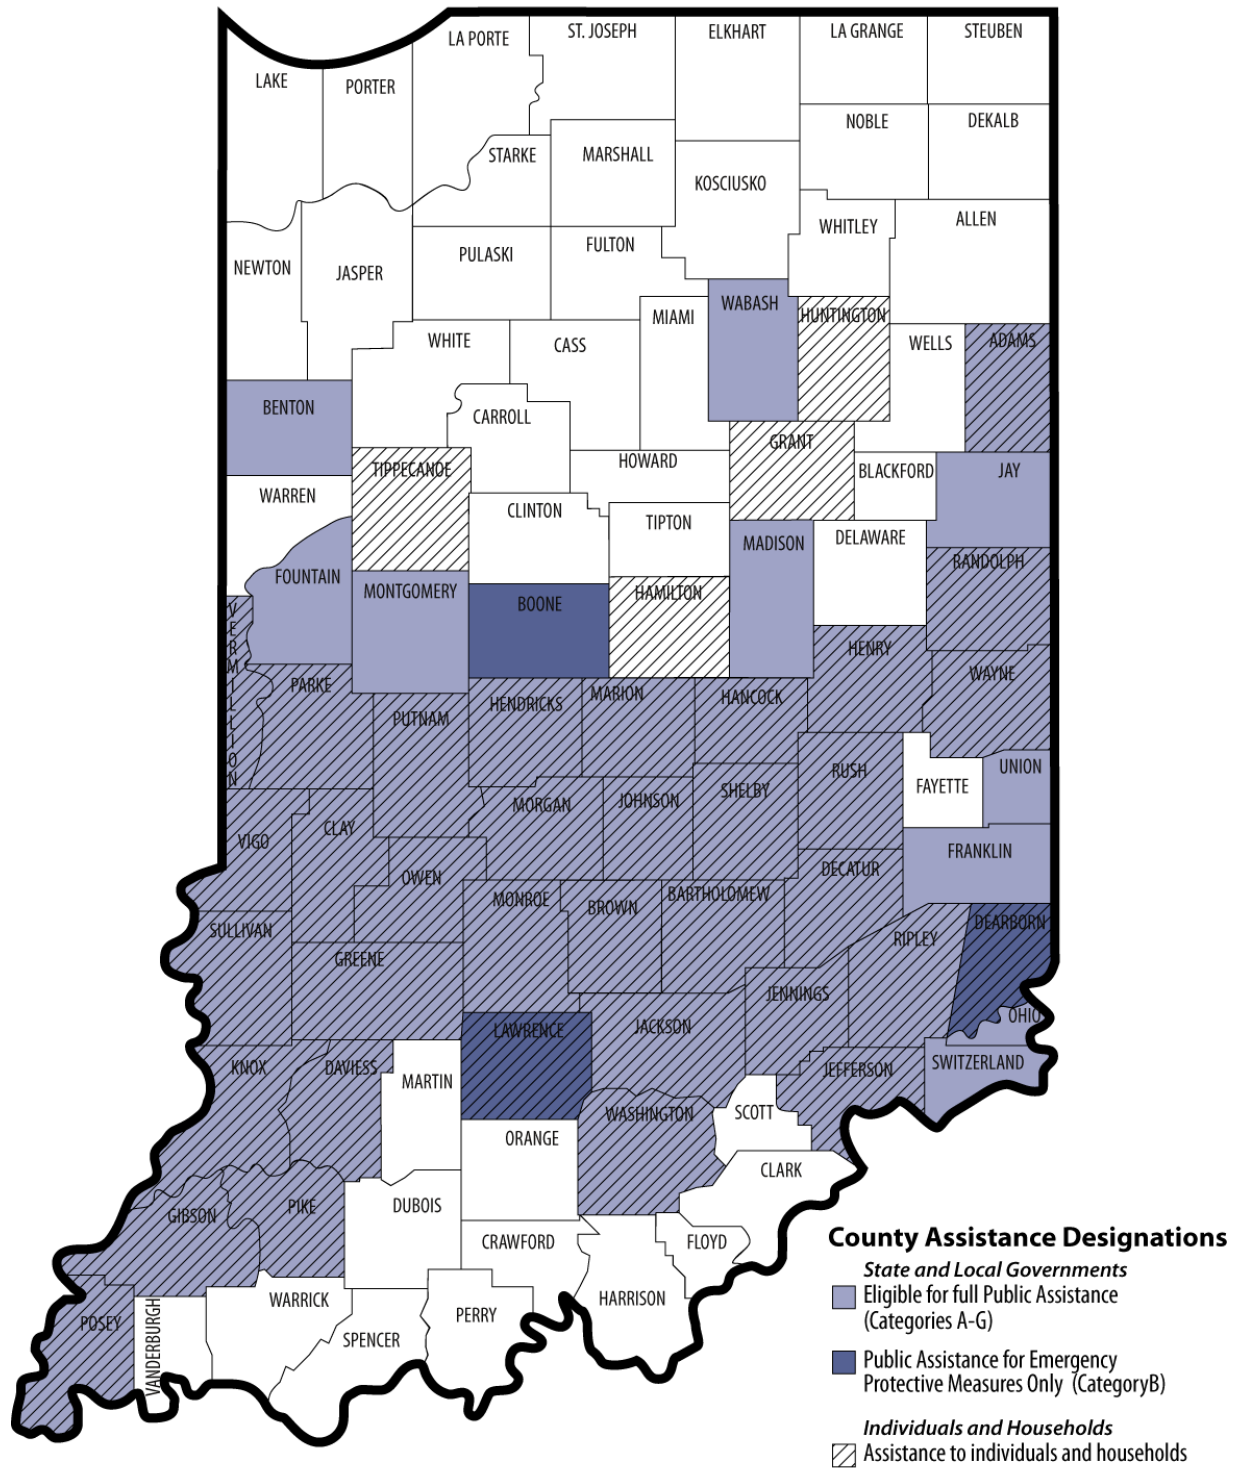 LA PORTE
ST. JOSEPH
ELKHART
LA GRANGE
STEUBEN
LAKE
PORTER
NOBLE
DEKALB
STARKE
MARSHALL
KOSCIUSKO
WHITLEY
ALLEN
NEWTON
JASPER
PULASKI
FULTON
MIAMI
WABASH
HUNTINGTON
WHITE
CASS
WELLS
ADAMS
BENTON
CARROLL
GRANT
TIPPECANOE
HOWARD
BLACKFORD
JAY
WARREN
CLINTON
TIPTON
MADISON
DELAWARE
RANDOLPH
FOUNTAIN
MONTGOMERY
BOONE
HAMILTON
VERMILLION
HENRY
PARKE
PUTNAM
HENDRICKS
MARION
HANCOCK
WAYNE
RUSH
FAYETTE
UNION
MORGAN
JOHNSON
SHELBY
VIGO
CLAY
OWEN
DECATUR
FRANKLIN
MONROE
BROWN
BARTHOLOMEW
SULLIVAN
GREENE
RIPLEY
DEARBORN
JENNINGS
OHIO
LAWRENCE
JACKSON
KNOX
DAVIESS
MARTIN
JEFFERSON
SWITZERLAND
WASHINGTON
SCOTT
ORANGE
CLARK
GIBSON
PIKE
DUBOIS
CRAWFORD
FLOYD
WARRICK
HARRISON
POSEY
VANDERBURGH
SPENCER
PERRY
County Assistance Designations
State and Local Governments
Eligible for full Public Assistance
(Categories A-G)
Public Assistance for Emergency
Protective Measures Only (CategoryB)
Individuals and Households
Assistance to individuals and households